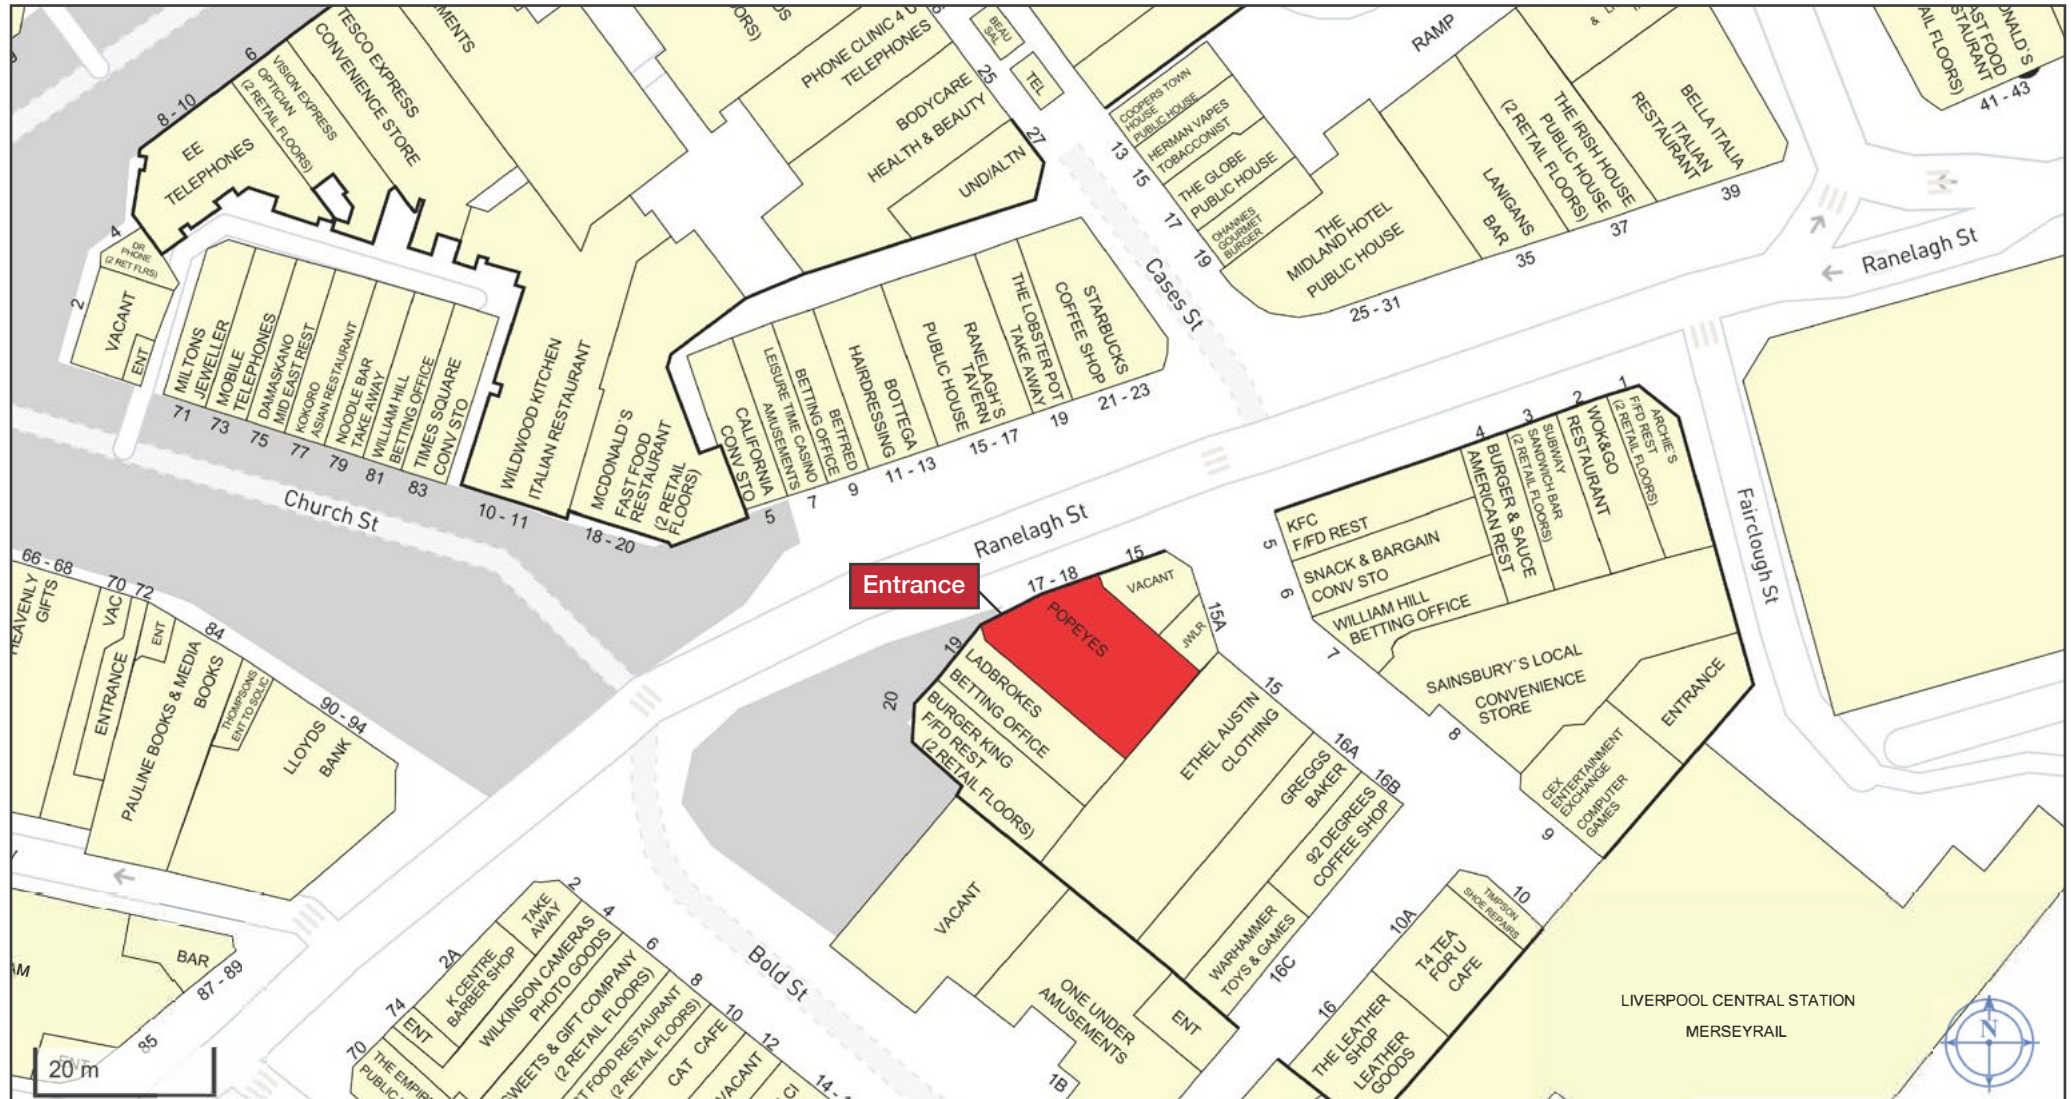 TESCO EXPRESS
CONVENIENCE STORE
6
VISION EXPRESS
OPTICIAN
(2 RETAIL FLOORS)
8 - 10
EE
TELEPHONES
4
DR
PHONE
(2 RET FLRS)
2
VACANT
ENT
PHONE CLINIC 4 U
TELEPHONES
BEAU
SAL
TEL
25
BODYCARE
HEALTH & BEAUTY
27
UND/ALTN
COOPERS TOWN
HOUSE
PUBLIC HOUSE
13
HERMAN VAPES
TOBACCONIST
15
THE GLOBE
PUBLIC HOUSE
17
OHANNES
GOURMET
BURGER
19
THE
MIDLAND HOTEL
PUBLIC HOUSE
25 - 31
RAMP
LANIGANS
BAR
35
THE IRISH HOUSE
PUBLIC HOUSE
(2 RETAIL FLOORS)
37
BELLA ITALIA
ITALIAN
RESTAURANT
39
41 - 43
Ranelagh St
Cases St
MILTONS
JEWELLER
71
MOBILE
TELEPHONES
73
DAMASKANO
MID EAST REST
75
KOKORO
ASIAN RESTAURANT
77
NOODLE BAR
TAKE AWAY
79
WILLIAM HILL
BETTING OFFICE
81
TIMES SQUARE
CONV STO
83
WILDWOOD KITCHEN
ITALIAN RESTAURANT
10 - 11
MCDONALD`S
FAST FOOD
RESTAURANT
(2 RETAIL
FLOORS)
18 - 20
CALIFORNIA
CONV STO
5
LEISURE TIME CASINO
AMUSEMENTS
7
BETFRED
BETTING OFFICE
9
BOTTEGA
HAIRDRESSING
11 - 13
RANELAGH`S
TAVERN
PUBLIC HOUSE
15 - 17
THE LOBSTER POT
TAKE AWAY
19
STARBUCKS
COFFEE SHOP
21 - 23
Church St
Ranelagh St
Fairclough St
1
ARCHIE'S
F/FD REST
(2 RETAIL FLOORS)
2
WOK&GO
RESTAURANT
3
SUBWAY
SANDWICH BAR
(2 RETAIL FLOORS)
4
BURGER & SAUCE
AMERICAN REST
5
KFC
F/FD REST
SNACK & BARGAIN
CONV STO
6
WILLIAM HILL
BETTING OFFICE
7
SAINSBURY`S LOCAL
CONVENIENCE
STORE
8
ENTRANCE
CEX
ENTERTAINMENT
EXCHANGE
COMPUTER
GAMES
9
Entrance
17 - 18
POPEYES
15
VACANT
15A
JWLR
19
LADBROKES
BETTING OFFICE
20
BURGER KING
F/FD REST
(2 RETAIL FLOORS)
15
ETHEL AUSTIN
CLOTHING
16A
GREGGS
BAKER
16B
92 DEGREES
COFFEE SHOP
WARHAMMER
TOYS & GAMES
16C
VACANT
ONE UNDER
AMUSEMENTS
ENT
1B
10
TIMPSON
SHOE REPAIRS
10A
T4 TEA
FOR U
CAFE
16
THE LEATHER
SHOP
LEATHER
GOODS
LIVERPOOL CENTRAL STATION
MERSEYRAIL
N
66 - 68
HEAVENLY
GIFTS
70
VAC
72
ENT
ENTRANCE
PAULINE BOOKS & MEDIA
BOOKS
84
THOMPSONS
ENT TO SOLIC
LLOYDS
BANK
90 - 94
BAR
87 - 89
85
ENT
20 m
Bold St
2
TAKE
AWAY
2A
K CENTRE
BARBER SHOP
74
ENT
70
4
WILKINSON CAMERAS
PHOTO GOODS
6
SWEETS & GIFT COMPANY
(2 RETAIL FLOORS)
8
FOOD RESTAURANT
(2 RETAIL FLOORS)
10
CAT CAFE
12
VACANT